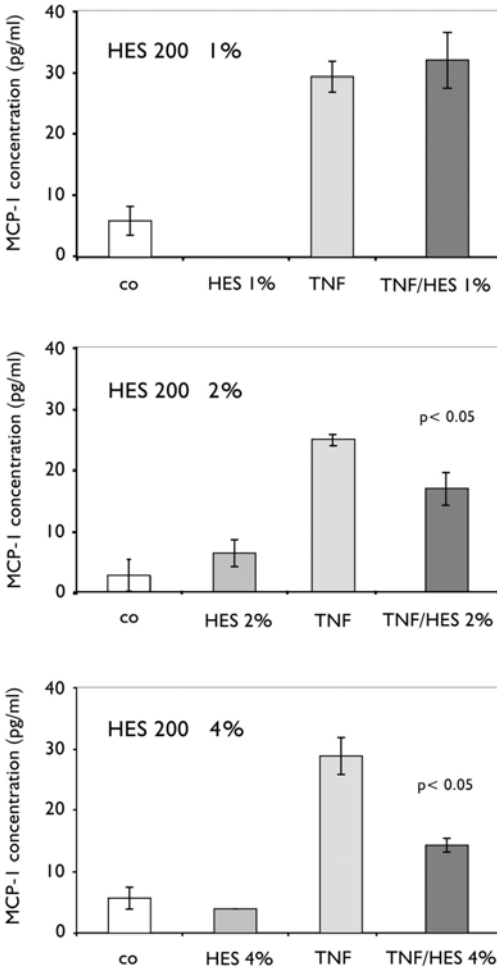 MCP-1 concentration (pg/ml)
40
30
20
10
0
HES 200 1%
co HES 1% TNF TNF/HES 1%
MCP-1 concentration (pg/ml)
40
30
20
10
0
HES 200 2%
p< 0.05
co HES 2% TNF TNF/HES 2%
MCP-1 concentration (pg/ml)
40
30
20
10
0
HES 200 4%
p< 0.05
co HES 4% TNF TNF/HES 4%